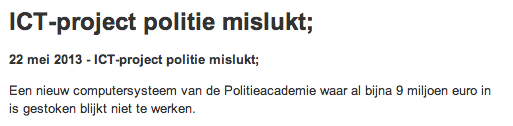 ICT-project politie mislukt;
22 mei 2013 - ICT-project politie mislukt;
Een nieuw computersysteem van de Politieacademie waar al bijna 9 miljoen euro in
is gestoken blijkt niet te werken.